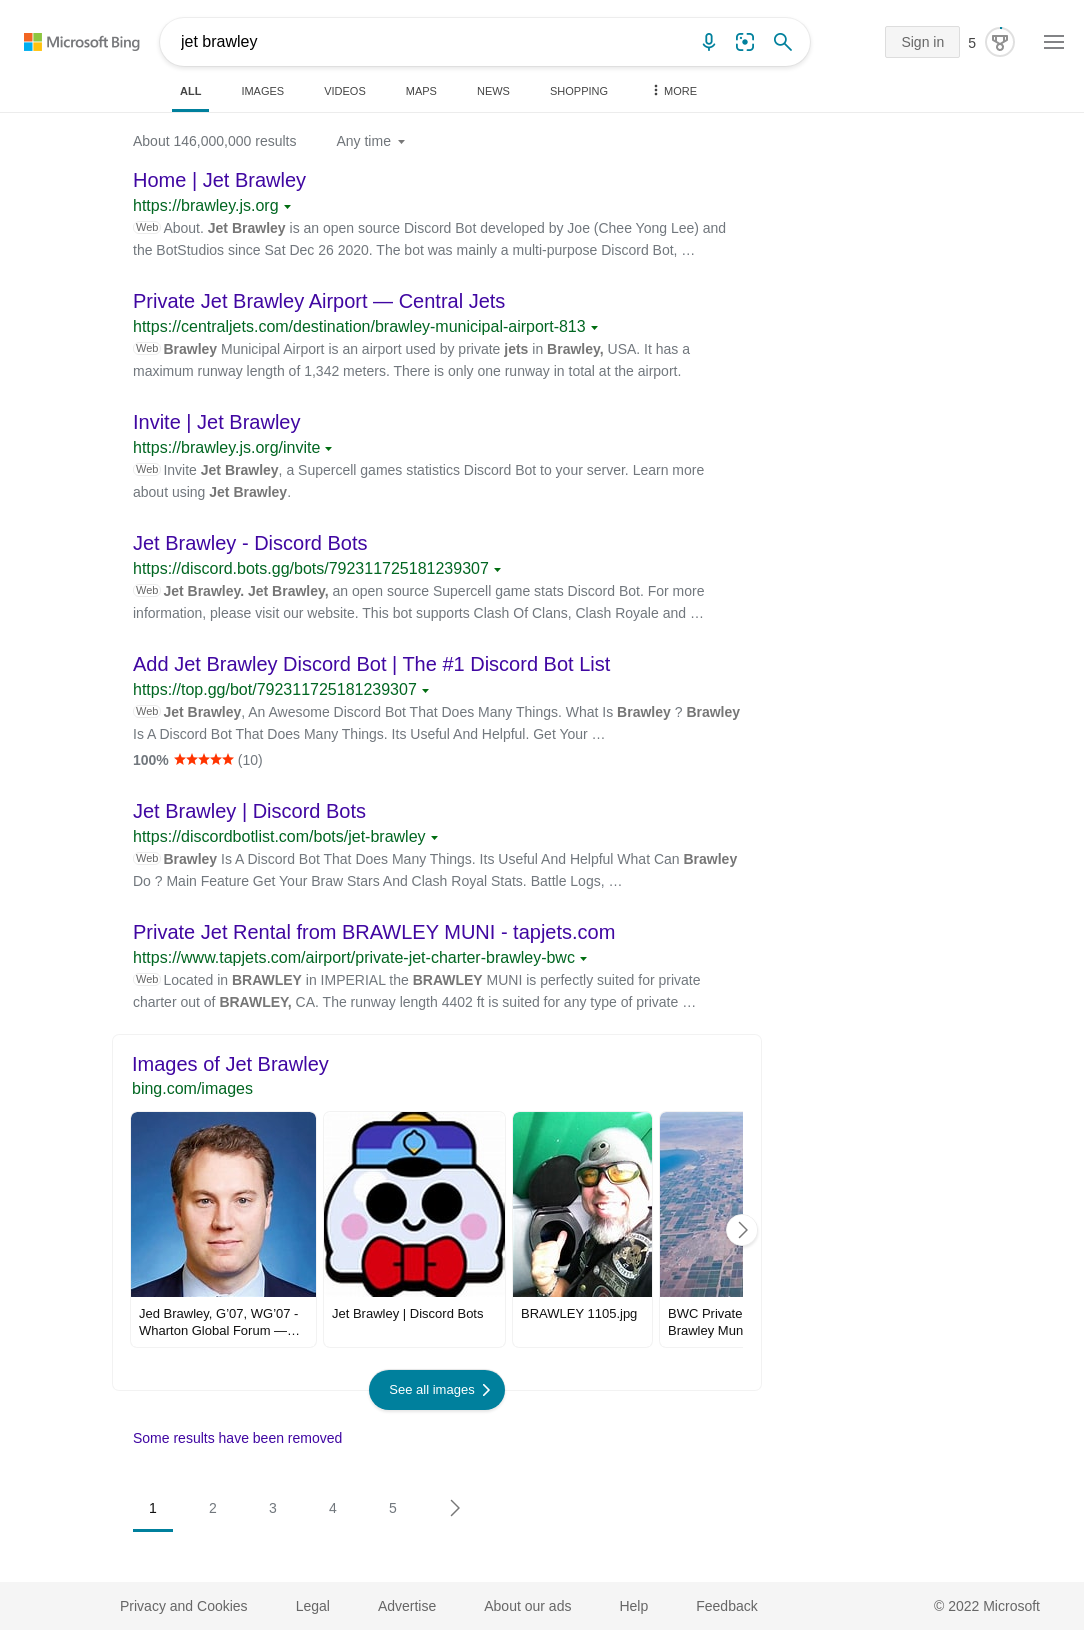 Microsoft Bing
jet brawley
Sign in
5
ALL
IMAGES
VIDEOS
MAPS
NEWS
SHOPPING
MORE
About 146,000,000 results
Any time
Home | Jet Brawley
https://brawley.js.org
Web About. Jet Brawley is an open source Discord Bot developed by Joe (Chee Yong Lee) and
the BotStudios since Sat Dec 26 2020. The bot was mainly a multi-purpose Discord Bot, …
Private Jet Brawley Airport — Central Jets
https://centraljets.com/destination/brawley-municipal-airport-813
Web Brawley Municipal Airport is an airport used by private jets in Brawley, USA. It has a
maximum runway length of 1,342 meters. There is only one runway in total at the airport.
Invite | Jet Brawley
https://brawley.js.org/invite
Web Invite Jet Brawley, a Supercell games statistics Discord Bot to your server. Learn more
about using Jet Brawley.
Jet Brawley - Discord Bots
https://discord.bots.gg/bots/792311725181239307
Web Jet Brawley. Jet Brawley, an open source Supercell game stats Discord Bot. For more
information, please visit our website. This bot supports Clash Of Clans, Clash Royale and …
Add Jet Brawley Discord Bot | The #1 Discord Bot List
https://top.gg/bot/792311725181239307
Web Jet Brawley, An Awesome Discord Bot That Does Many Things. What Is Brawley ? Brawley
Is A Discord Bot That Does Many Things. Its Useful And Helpful. Get Your …
100% (10)
Jet Brawley | Discord Bots
https://discordbotlist.com/bots/jet-brawley
Web Brawley Is A Discord Bot That Does Many Things. Its Useful And Helpful What Can Brawley
Do ? Main Feature Get Your Braw Stars And Clash Royal Stats. Battle Logs, …
Private Jet Rental from BRAWLEY MUNI - tapjets.com
https://www.tapjets.com/airport/private-jet-charter-brawley-bwc
Web Located in BRAWLEY in IMPERIAL the BRAWLEY MUNI is perfectly suited for private
charter out of BRAWLEY, CA. The runway length 4402 ft is suited for any type of private …
Images of Jet Brawley
bing.com/images
Jed Brawley, G’07, WG’07 -
Wharton Global Forum —…
Jet Brawley | Discord Bots
BRAWLEY 1105.jpg
BWC Private
Brawley Mun
See all images
Some results have been removed
1
2
3
4
5
Privacy and Cookies
Legal
Advertise
About our ads
Help
Feedback
© 2022 Microsoft